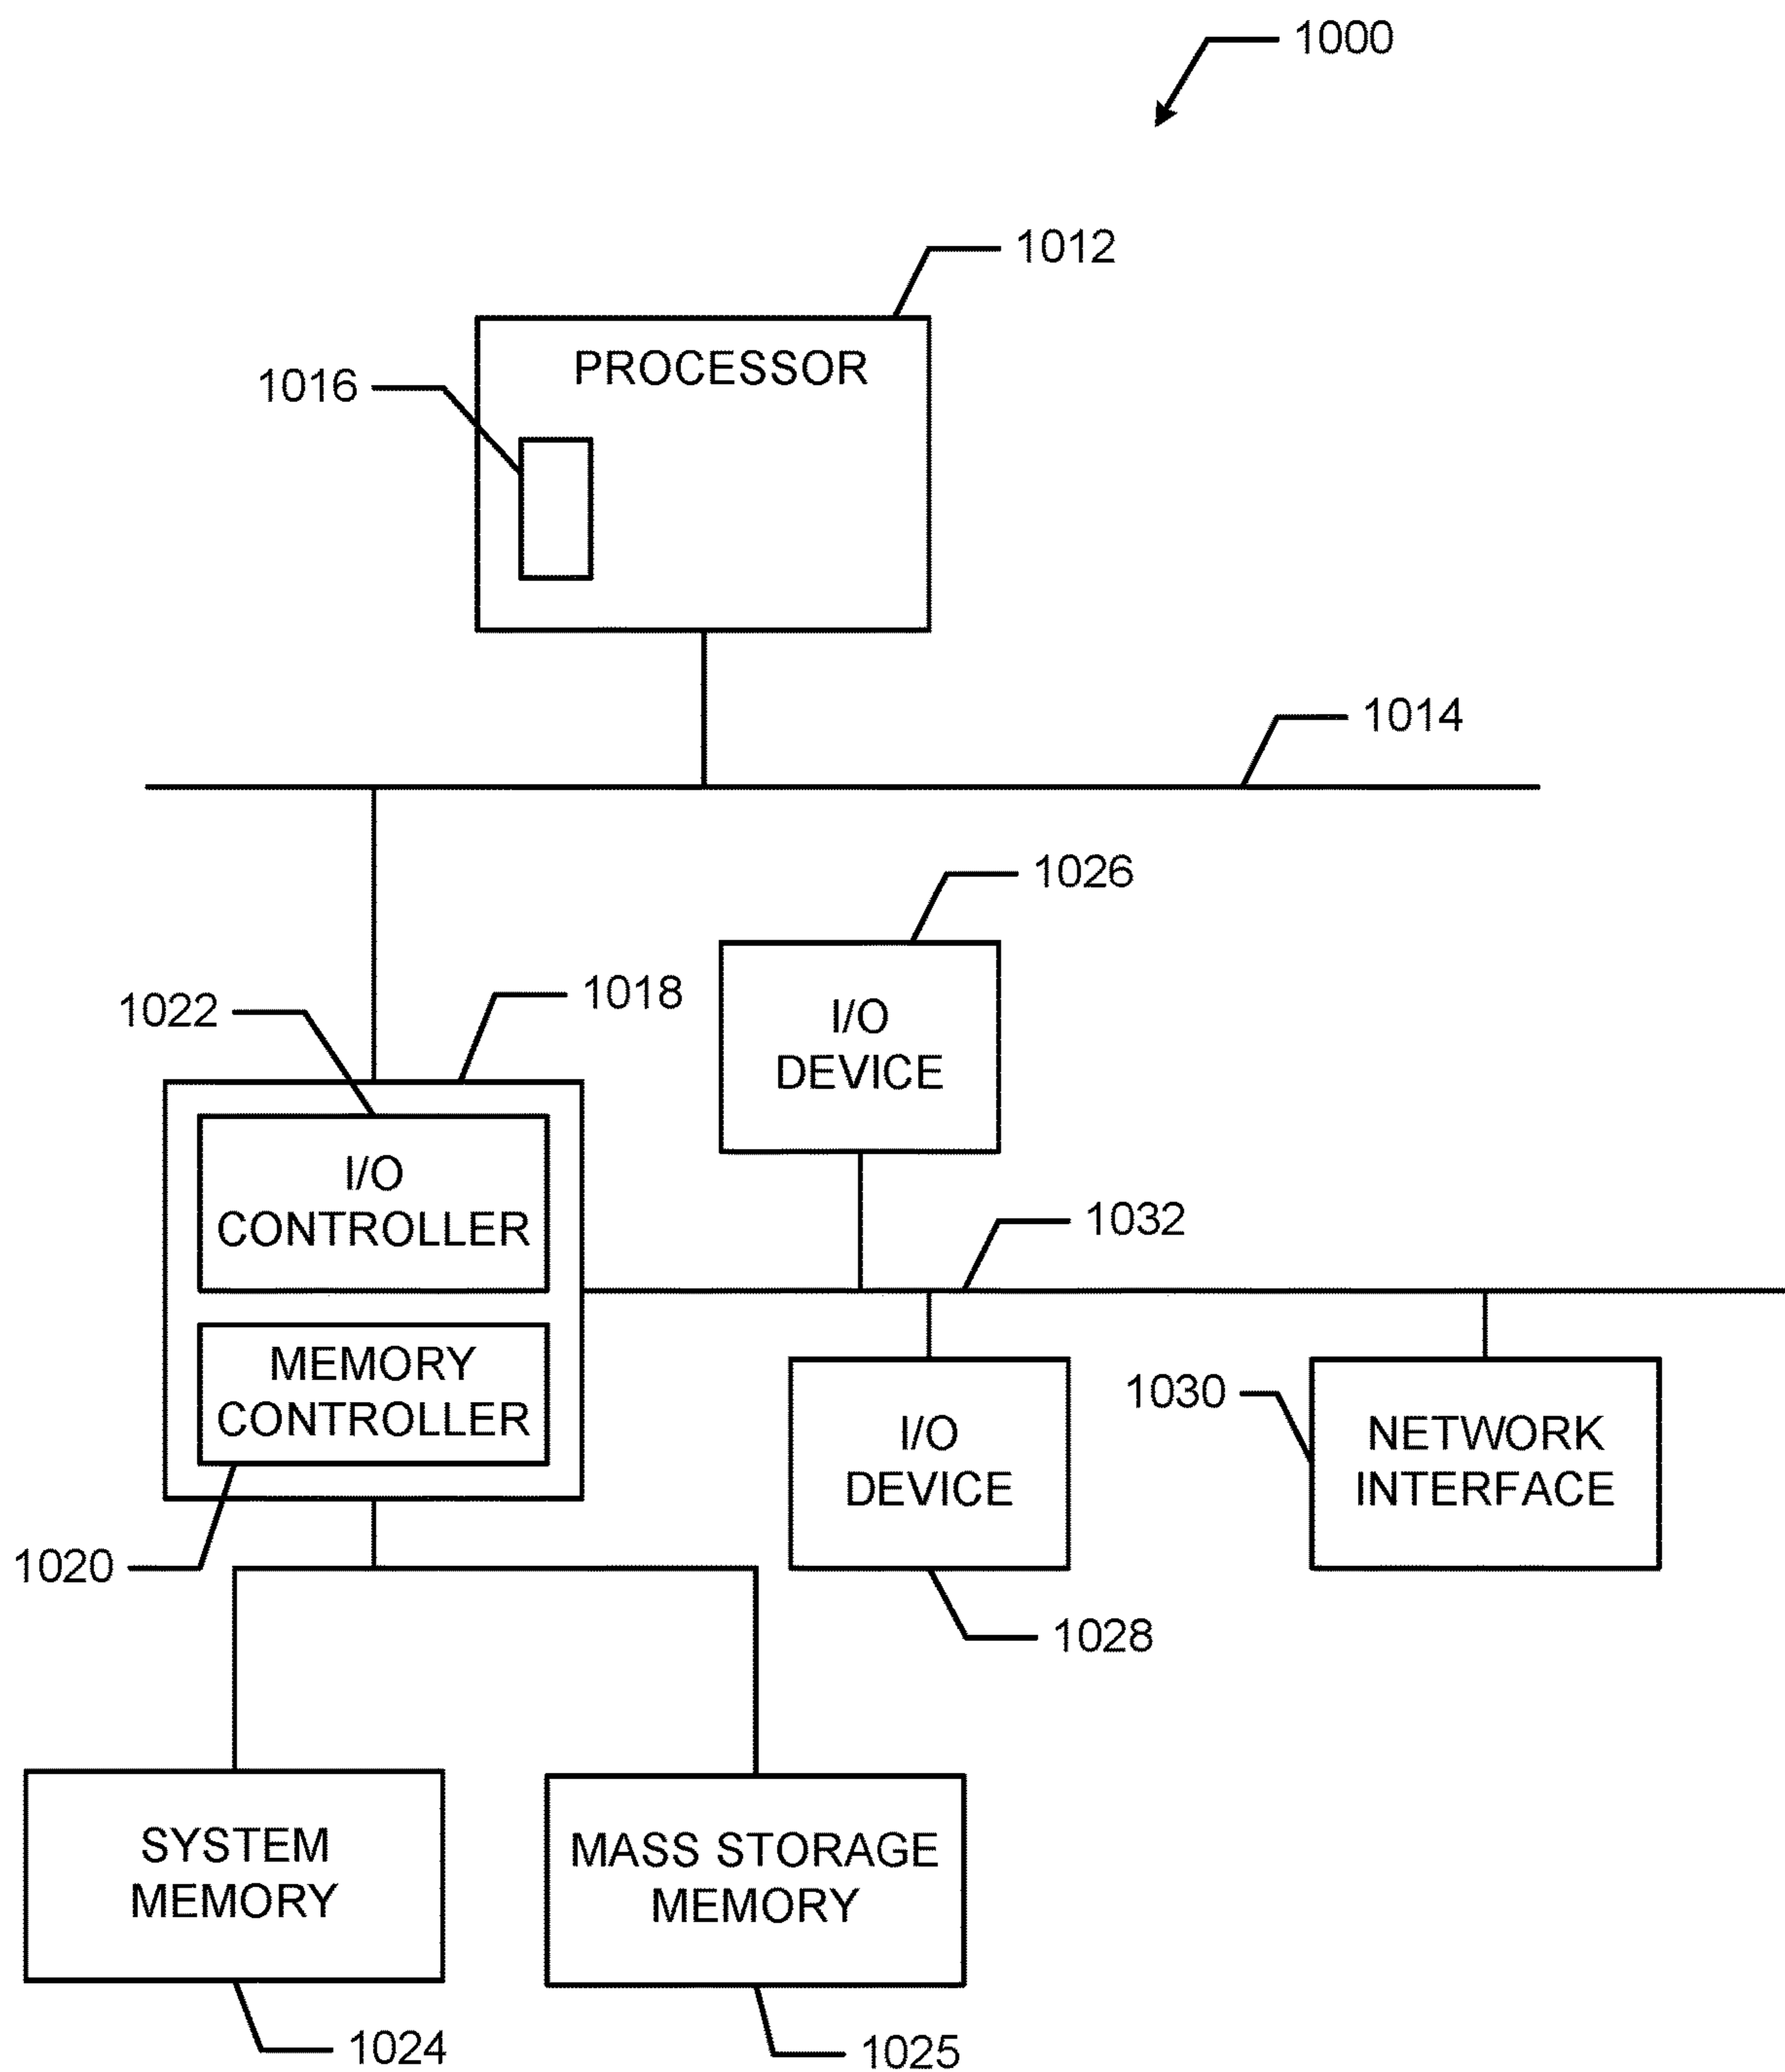 1000
1012
PROCESSOR
1016
1014
1026
1018
1022
I/O
DEVICE
I/O
CONTROLLER
1032
MEMORY
CONTROLLER
1030
I/O
DEVICE
NETWORK
INTERFACE
1020
1028
SYSTEM
MEMORY
MASS STORAGE
MEMORY
1024
1025